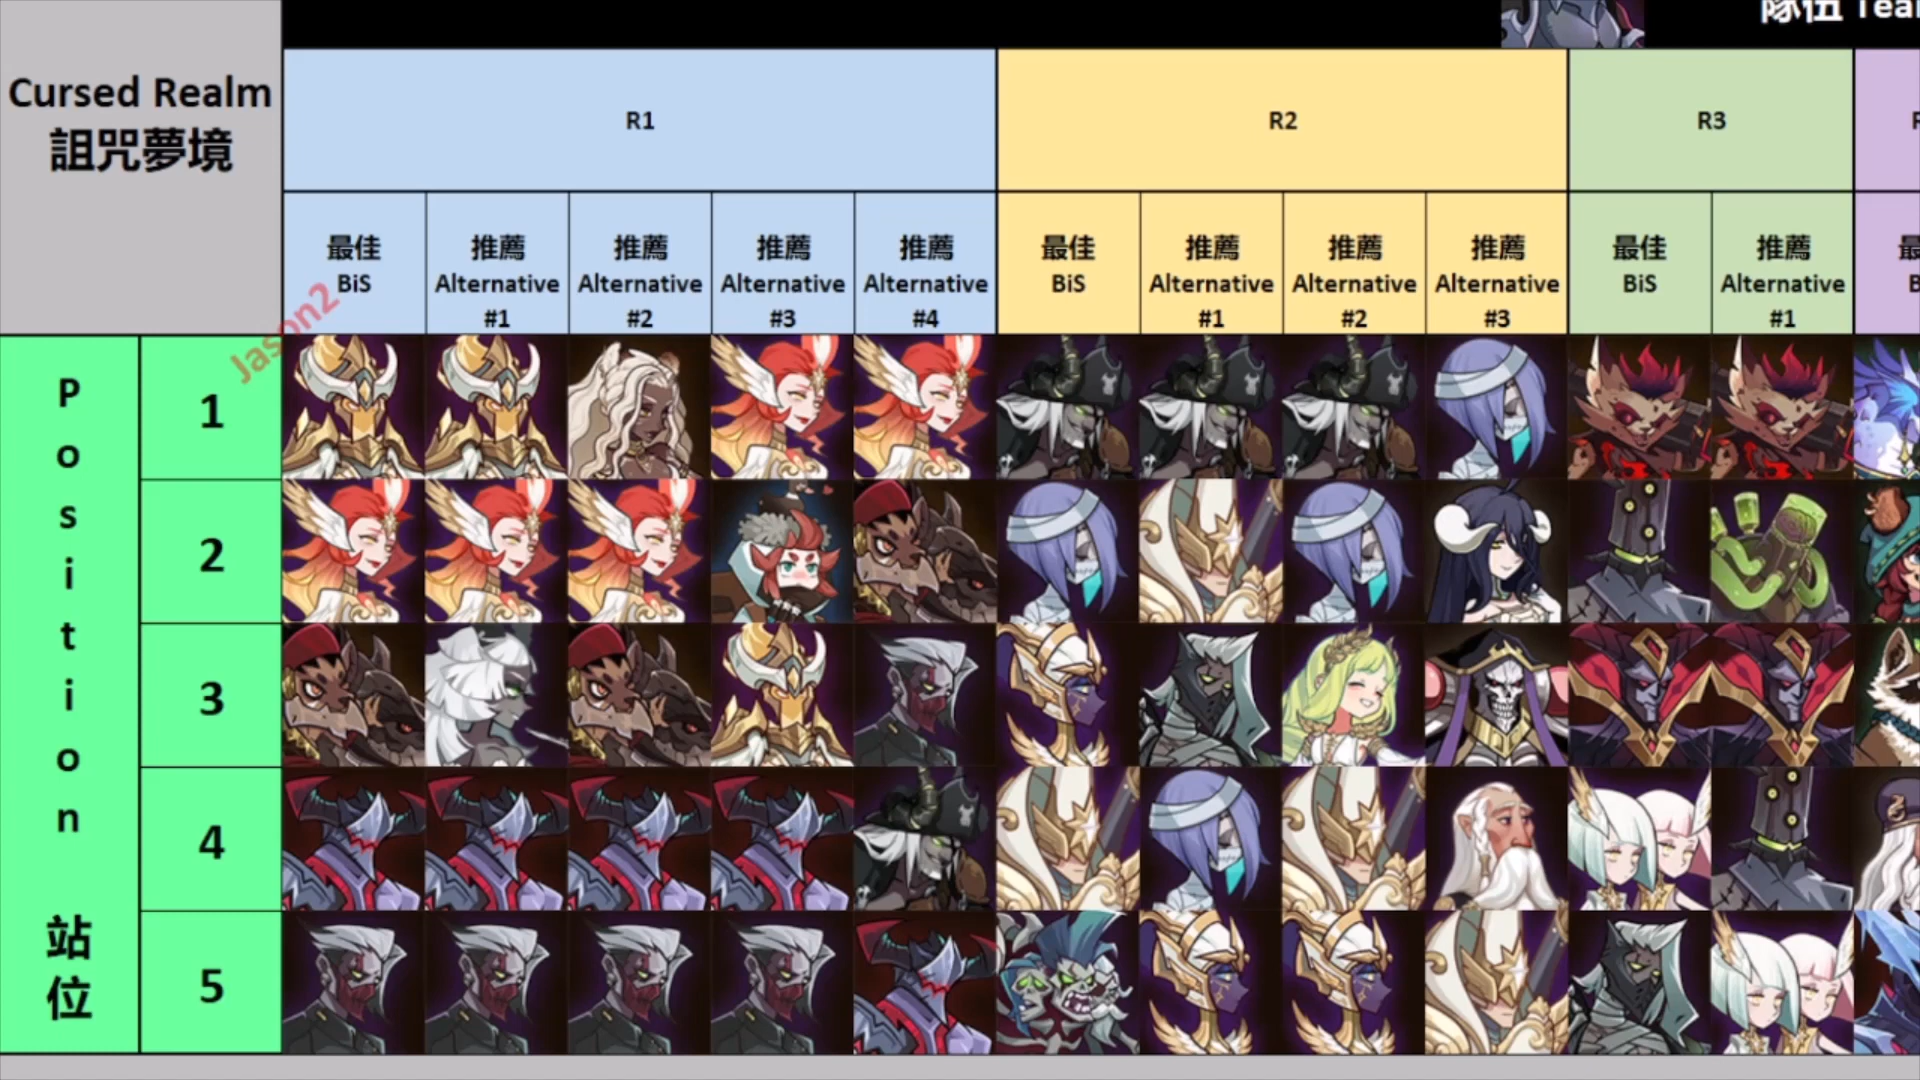 隊伍
Cursed Realm
詛咒夢境
R1
R2
R3
最佳
BiS
推薦
Alternative
#1
推薦
Alternative
#2
推薦
Alternative
#3
推薦
Alternative
#4
最佳
BiS
推薦
Alternative
#1
推薦
Alternative
#2
推薦
Alternative
#3
最佳
BiS
推薦
Alternative
#1
Jason2
Position
站位
1
2
3
4
5